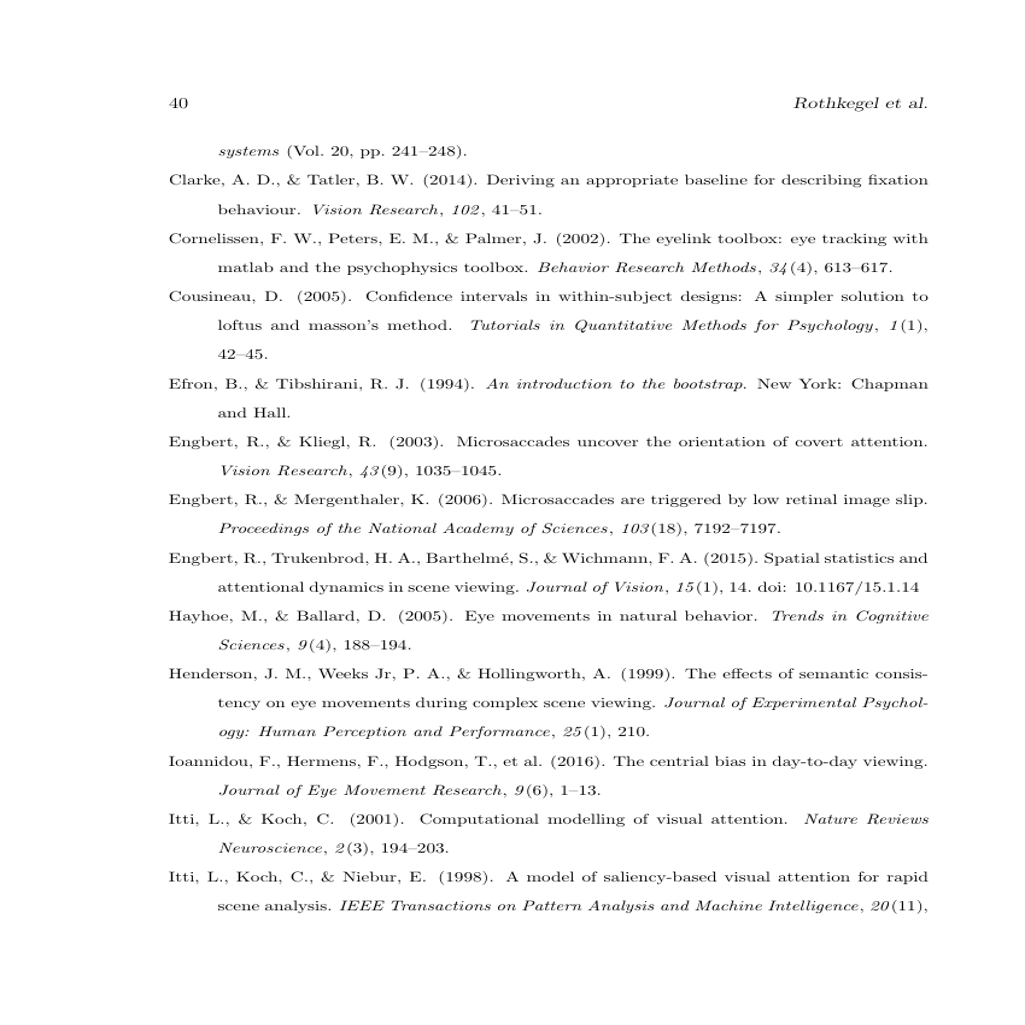 40 Rothkegel et al.
systems (Vol. 20, pp. 241–248).
Clarke, A. D., & Tatler, B. W. (2014). Deriving an appropriate baseline for describing fixation
behaviour. Vision Research, 102, 41–51.
Cornelissen, F. W., Peters, E. M., & Palmer, J. (2002). The eyelink toolbox: eye tracking with
matlab and the psychophysics toolbox. Behavior Research Methods, 34(4), 613–617.
Cousineau, D. (2005). Confidence intervals in within-subject designs: A simpler solution to
loftus and masson's method. Tutorials in Quantitative Methods for Psychology, 1(1),
42–45.
Efron, B., & Tibshirani, R. J. (1994). An introduction to the bootstrap. New York: Chapman
and Hall.
Engbert, R., & Kliegl, R. (2003). Microsaccades uncover the orientation of covert attention.
Vision Research, 43(9), 1035–1045.
Engbert, R., & Mergenthaler, K. (2006). Microsaccades are triggered by low retinal image slip.
Proceedings of the National Academy of Sciences, 103(18), 7192–7197.
Engbert, R., Trukenbrod, H. A., Barthelmé, S., & Wichmann, F. A. (2015). Spatial statistics and
attentional dynamics in scene viewing. Journal of Vision, 15(1), 14. doi: 10.1167/15.1.14
Hayhoe, M., & Ballard, D. (2005). Eye movements in natural behavior. Trends in Cognitive
Sciences, 9(4), 188–194.
Henderson, J. M., Weeks Jr, P. A., & Hollingworth, A. (1999). The effects of semantic consis-
tency on eye movements during complex scene viewing. Journal of Experimental Psychol-
ogy: Human Perception and Performance, 25(1), 210.
Ioannidou, F., Hermens, F., Hodgson, T., et al. (2016). The centrial bias in day-to-day viewing.
Journal of Eye Movement Research, 9(6), 1–13.
Itti, L., & Koch, C. (2001). Computational modelling of visual attention. Nature Reviews
Neuroscience, 2(3), 194–203.
Itti, L., Koch, C., & Niebur, E. (1998). A model of saliency-based visual attention for rapid
scene analysis. IEEE Transactions on Pattern Analysis and Machine Intelligence, 20(11),